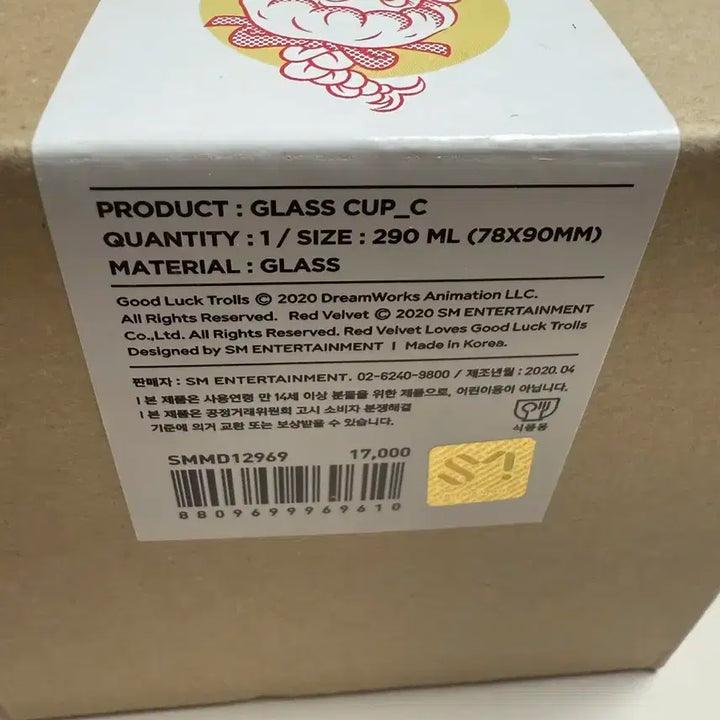 PRODUCT : GLASS CUP_C
QUANTITY : 1 / SIZE : 290 ML (78X90MM)
MATERIAL : GLASS
Good Luck Trolls © 2020 DreamWorks Animation LLC.
All Rights Reserved. Red Velvet © 2020 SM ENTERTAINMENT
Co.,Ltd. All Rights Reserved. Red Velvet Loves Good Luck Trolls
Designed by SM ENTERTAINMENT | Made in Korea.
판매자 : SM ENTERTAINMENT. 02-6240-9800 / 제조년월 : 2020.04
| 본 제품은 사용연령 만 14세 이상 분들을 위한 제품으로, 어린이용이 아닙니다.
| 본 제품은 공정거래위원회 고시 소비자 분쟁해결
기준에 의거 교환 또는 보상받을 수 있습니다.
식품용
SMMD12969 17,000
8809699969610
SM!